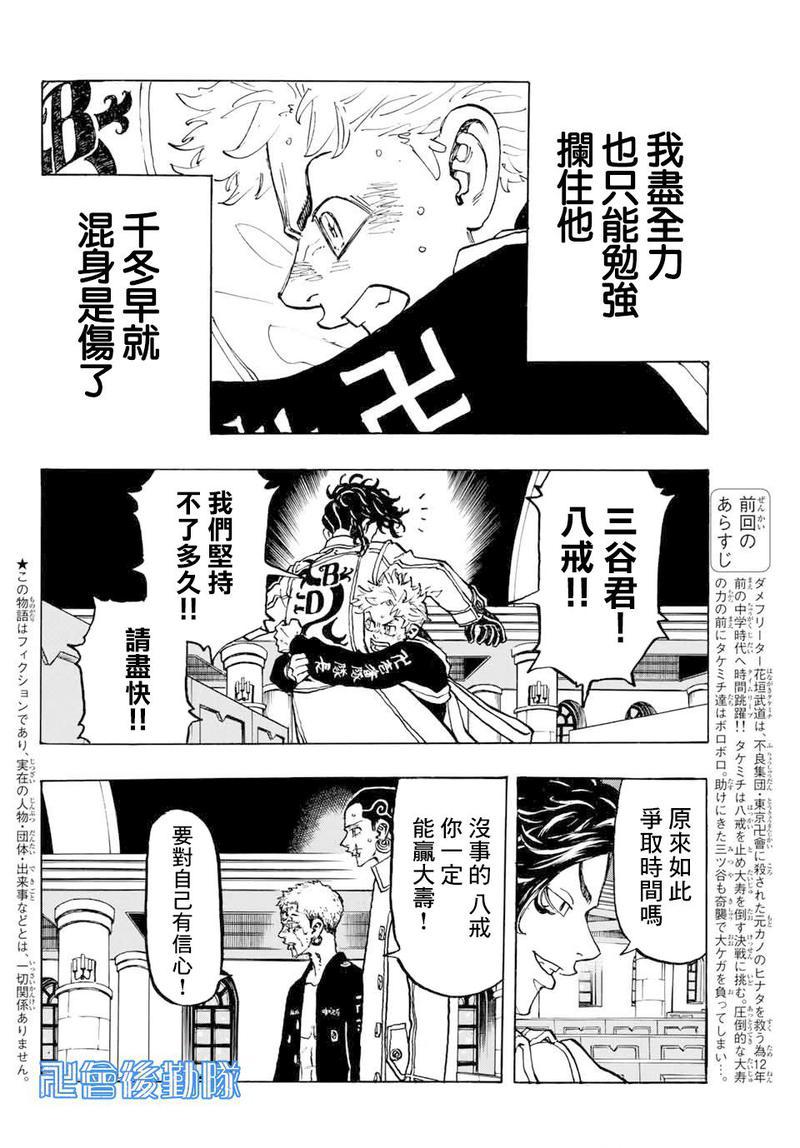 我盡全力
也只能勉強
攔住他
千冬早就
混身是傷了
三谷君!
八戒!!
我們堅持
不了多久!!
請盡快!!
BD
卍壱番隊隊長
原來如此
爭取時間嗎
沒事的 八戒
你一定
能贏大壽!
要對自己有信心!
前回の
あらすじ
ダメフリーター花垣武道は、不良集団・東京卍會に殺された元カノのヒナタを救う為12年
前の中学時代へ時間跳躍!! タケミチは八戒を止め大寿を倒す決戦に挑む。圧倒的な大寿
の力の前にタケミチ達はボロボロ。助けにきた三ツ谷も奇襲で大ケガを負ってしまい…。
★この物語はフィクションであり、実在の人物・団体・出来事などとは、一切関係ありません。
卍會後勤隊